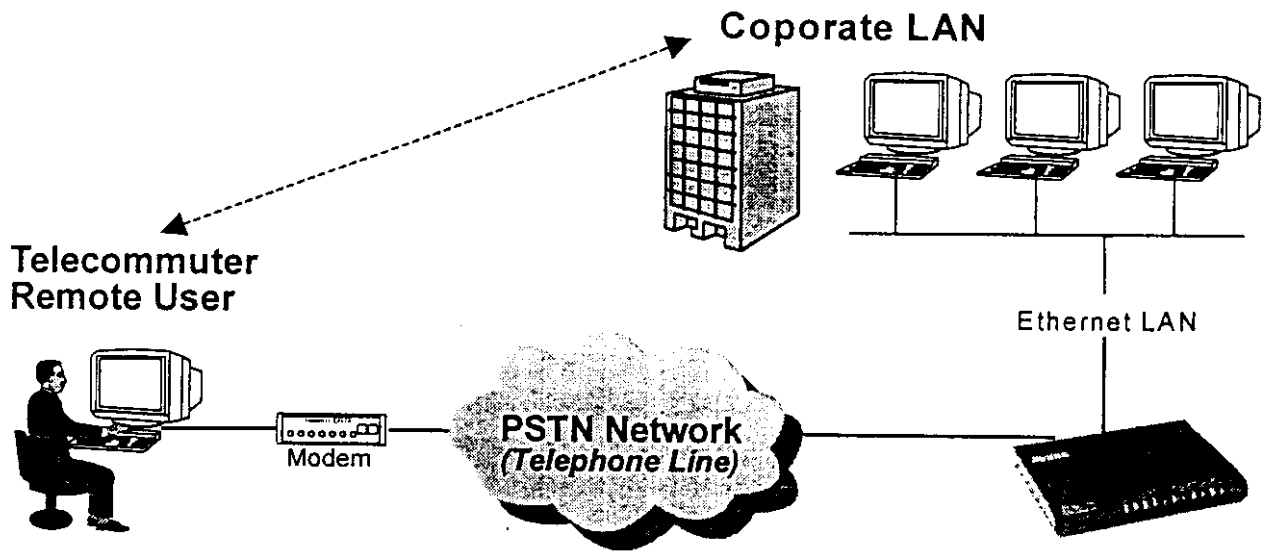 Coporate LAN
Telecommuter
Remote User
Ethernet LAN
PSTN Network
(Telephone Line)
Modem